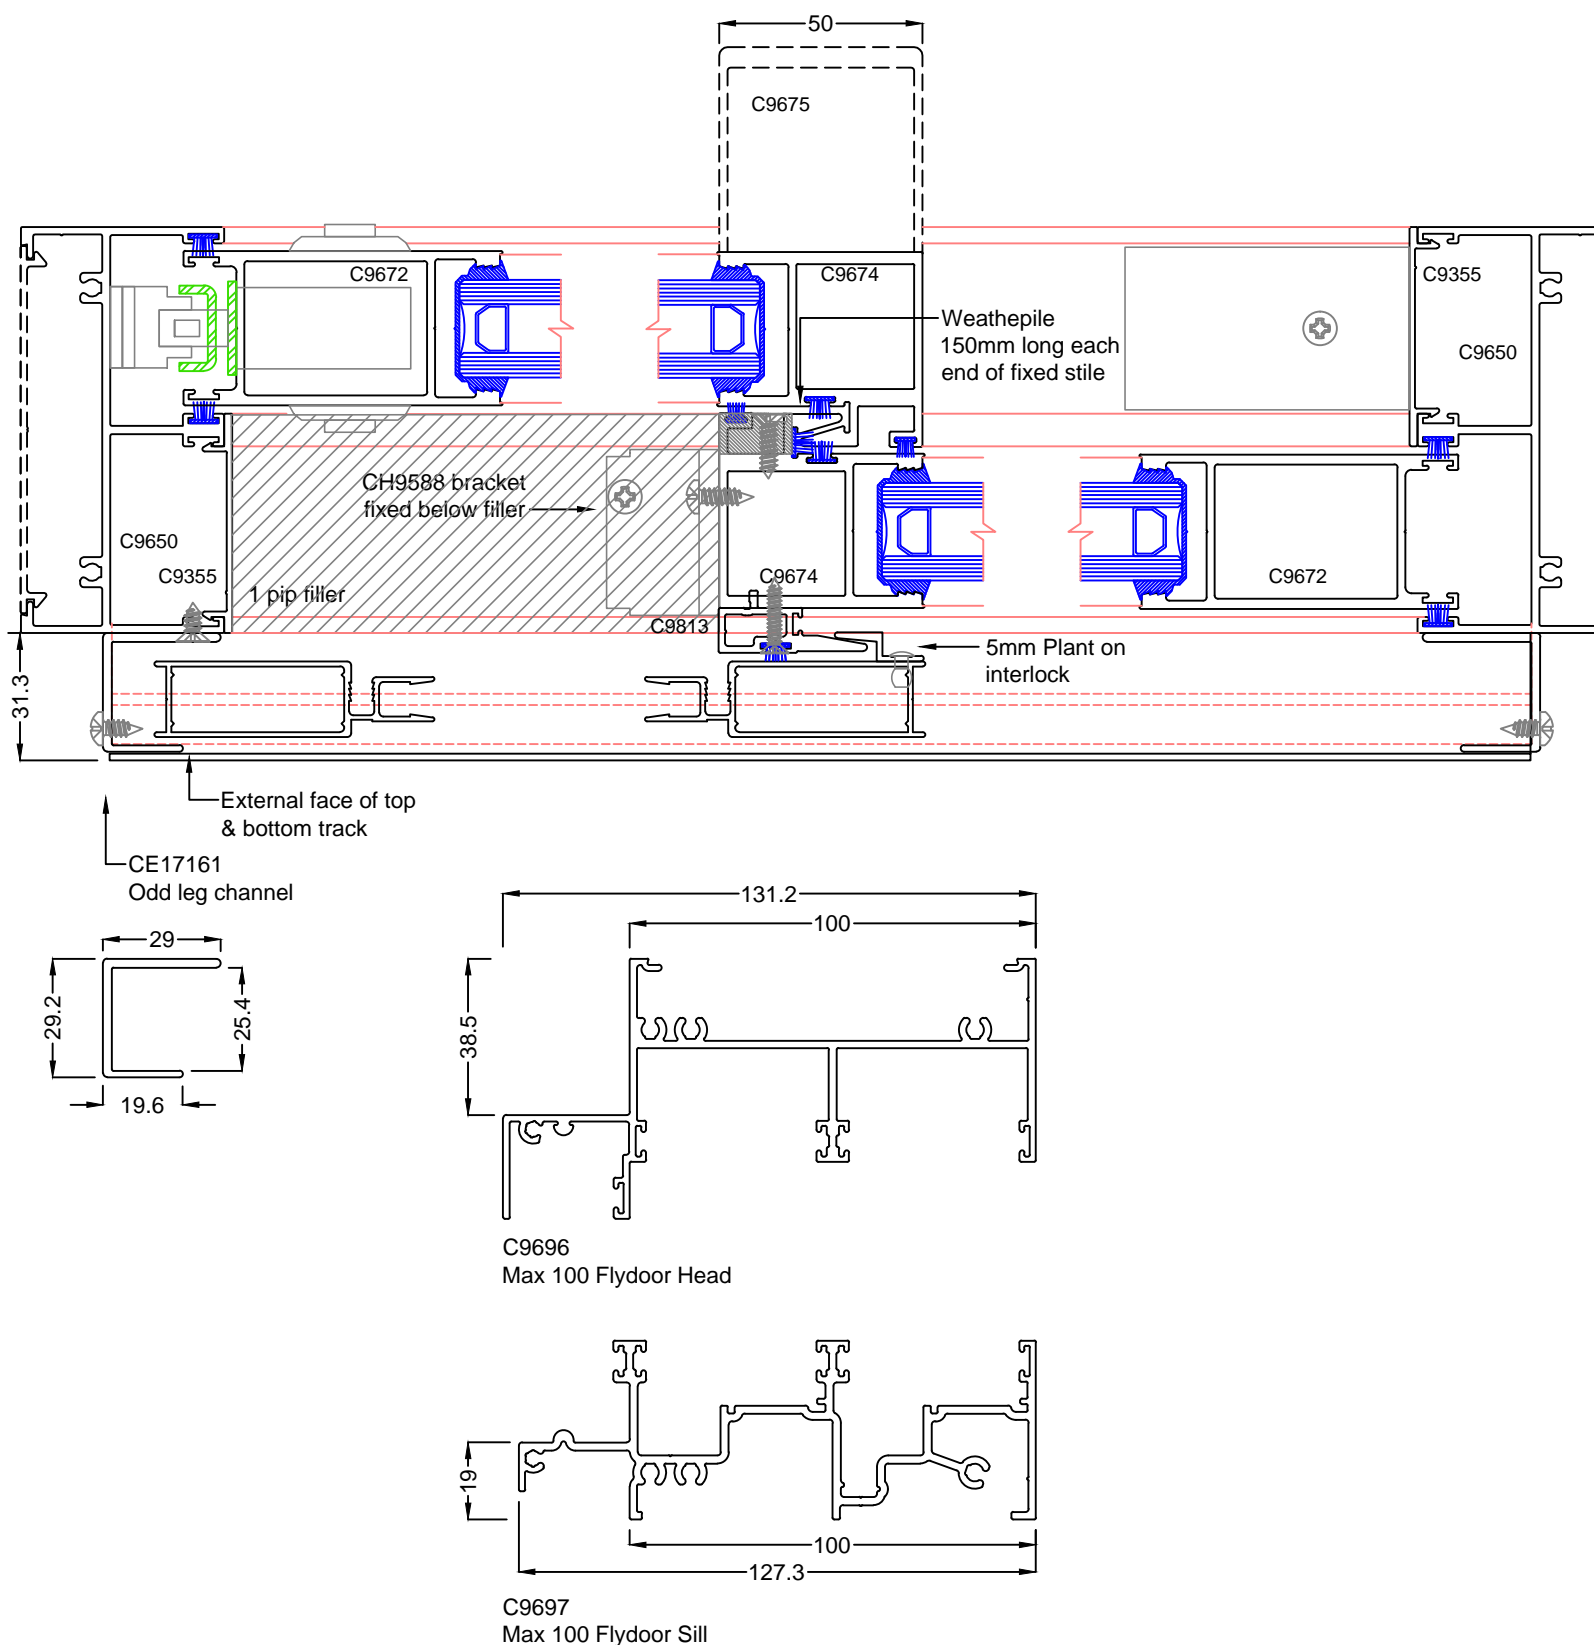 50
C9675
C9672
C9674
C9355
Weathepile
150mm long each
end of fixed stile
C9650
CH9588 bracket
fixed below filler
C9650
C9355
C9674
C9672
1 pip filler
C9813
5mm Plant on
interlock
31.3
External face of top
& bottom track
CE17161
Odd leg channel
131.2
100
29
29.2
25.4
38.5
19.6
C9696
Max 100 Flydoor Head
19
100
127.3
C9697
Max 100 Flydoor Sill